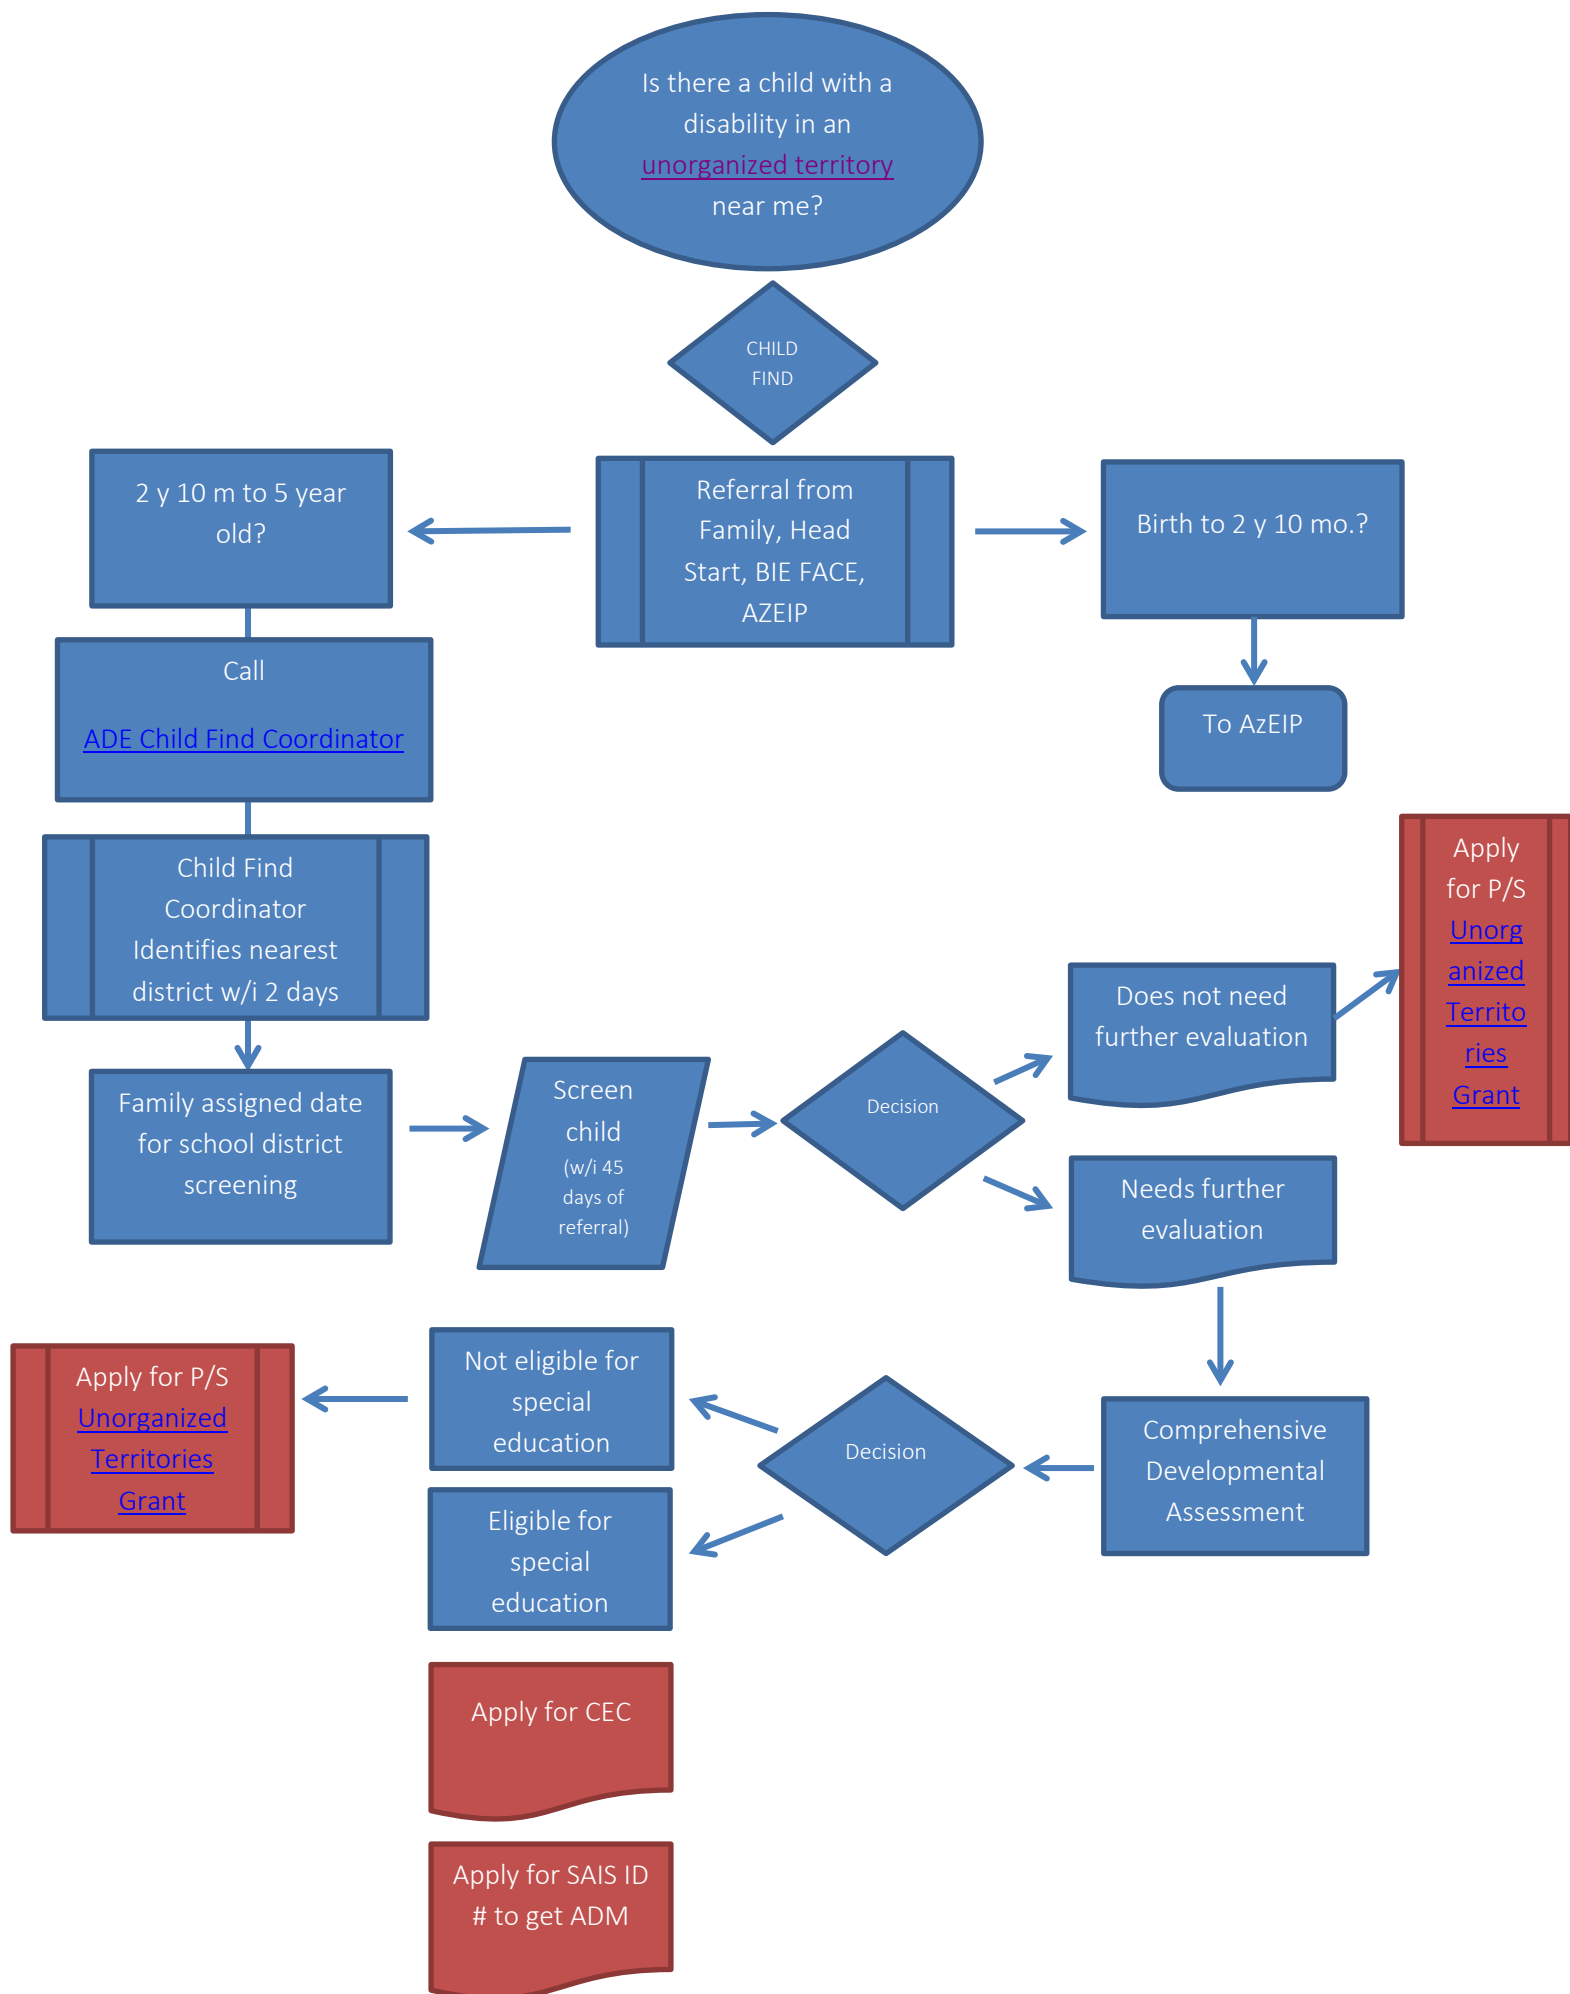 Is there a child with a
disability in an
unorganized territory
near me?
CHILD
FIND
2 y 10 m to 5 year
old?
Referral from
Family, Head
Start, BIE FACE,
AZEIP
Birth to 2 y 10 mo.?
Call
ADE Child Find Coordinator
To AzEIP
Child Find
Coordinator
Identifies nearest
district w/i 2 days
Family assigned date
for school district
screening
Screen
child
(w/i 45
days of
referral)
Decision
Does not need
further evaluation
Apply
for P/S
Unorg
anized
Territo
ries
Grant
Needs further
evaluation
Comprehensive
Developmental
Assessment
Decision
Not eligible for
special
education
Apply for P/S
Unorganized
Territories
Grant
Eligible for
special
education
Apply for CEC
Apply for SAIS ID
# to get ADM